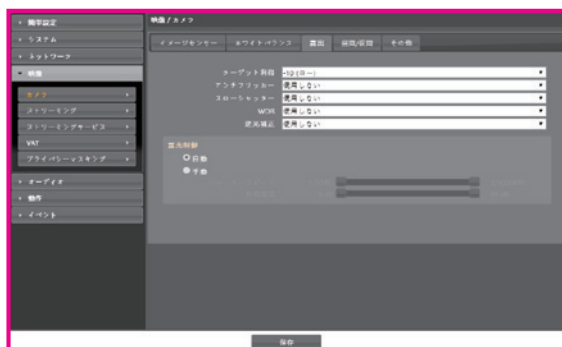 簡単設定
システム
ネットワーク
映像
カメラ
ストリーミング
ストリーミングサービス
VAT
プライバシーマスキング
オーディオ
動作
イベント
映像 / カメラ
イメージセンサー ホワイトバランス 露出 昼間/夜間 その他
ターゲット利得
アンチフリッカー 使用しない
スローシャッター 使用しない
WDR 使用しない
逆光補正 使用しない
露光制御
自動
手動
保存